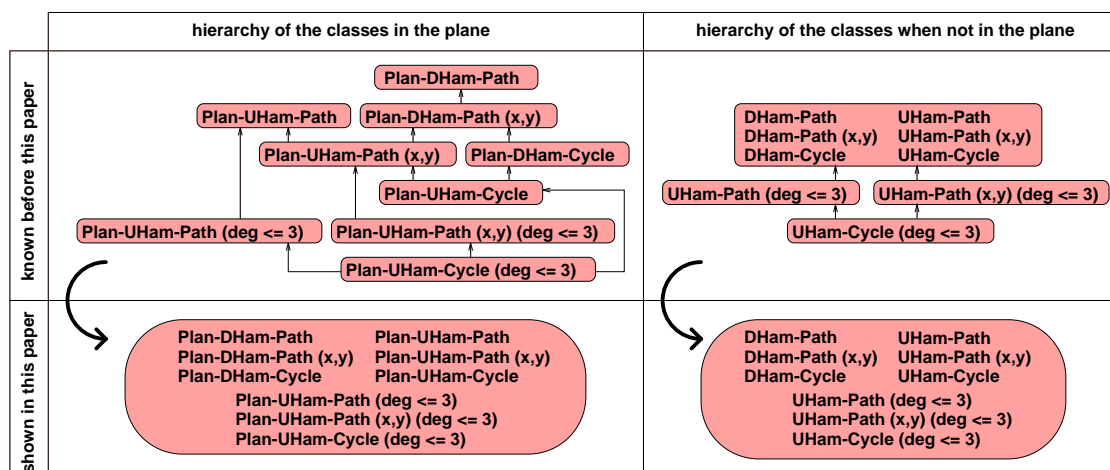 hierarchy of the classes in the plane
hierarchy of the classes when not in the plane
known before this paper
Plan-DHam-Path
Plan-UHam-Path
Plan-DHam-Path (x,y)
Plan-UHam-Path (x,y)
Plan-DHam-Cycle
Plan-UHam-Cycle
Plan-UHam-Path (deg <= 3)
Plan-UHam-Path (x,y) (deg <= 3)
Plan-UHam-Cycle (deg <= 3)
DHam-Path UHam-Path
DHam-Path (x,y) UHam-Path (x,y)
DHam-Cycle UHam-Cycle
UHam-Path (deg <= 3)
UHam-Path (x,y) (deg <= 3)
UHam-Cycle (deg <= 3)
shown in this paper
Plan-DHam-Path Plan-UHam-Path
Plan-DHam-Path (x,y) Plan-UHam-Path (x,y)
Plan-DHam-Cycle Plan-UHam-Cycle
Plan-UHam-Path (deg <= 3)
Plan-UHam-Path (x,y) (deg <= 3)
Plan-UHam-Cycle (deg <= 3)
DHam-Path UHam-Path
DHam-Path (x,y) UHam-Path (x,y)
DHam-Cycle UHam-Cycle
UHam-Path (deg <= 3)
UHam-Path (x,y) (deg <= 3)
UHam-Cycle (deg <= 3)